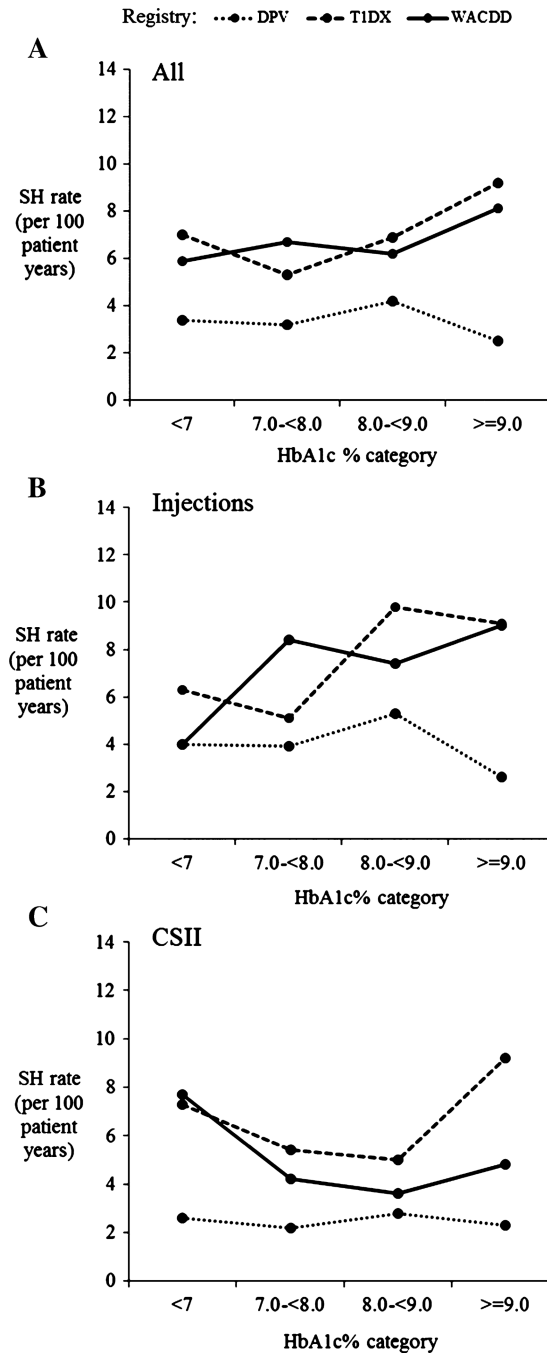 Registry: DPV T1DX WACDD
A
All
14
12
10
8
6
4
2
0
SH rate
(per 100
patient
years)
<7 7.0-<8.0 8.0-<9.0 >=9.0
HbA1c % category
B
Injections
14
12
10
8
6
4
2
0
SH rate
(per 100
patient
years)
<7 7.0-<8.0 8.0-<9.0 >=9.0
HbA1c% category
C
CSII
14
12
10
8
6
4
2
0
SH rate
(per 100
patient
years)
<7 7.0-<8.0 8.0-<9.0 >=9.0
HbA1c% category